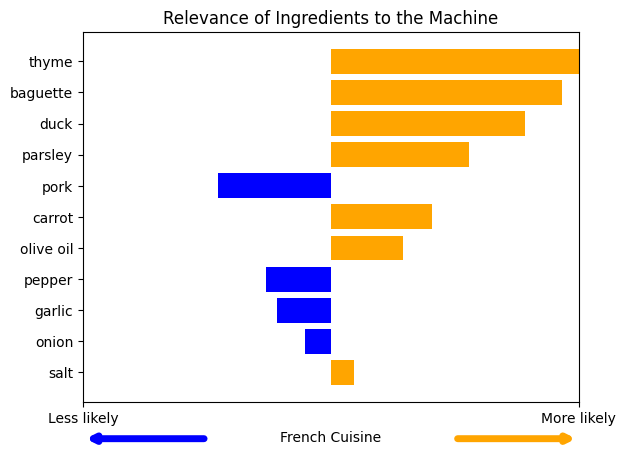 Relevance of Ingredients to the Machine
thyme
baguette
duck
parsley
pork
carrot
olive oil
pepper
garlic
onion
salt
Less likely
More likely
French Cuisine